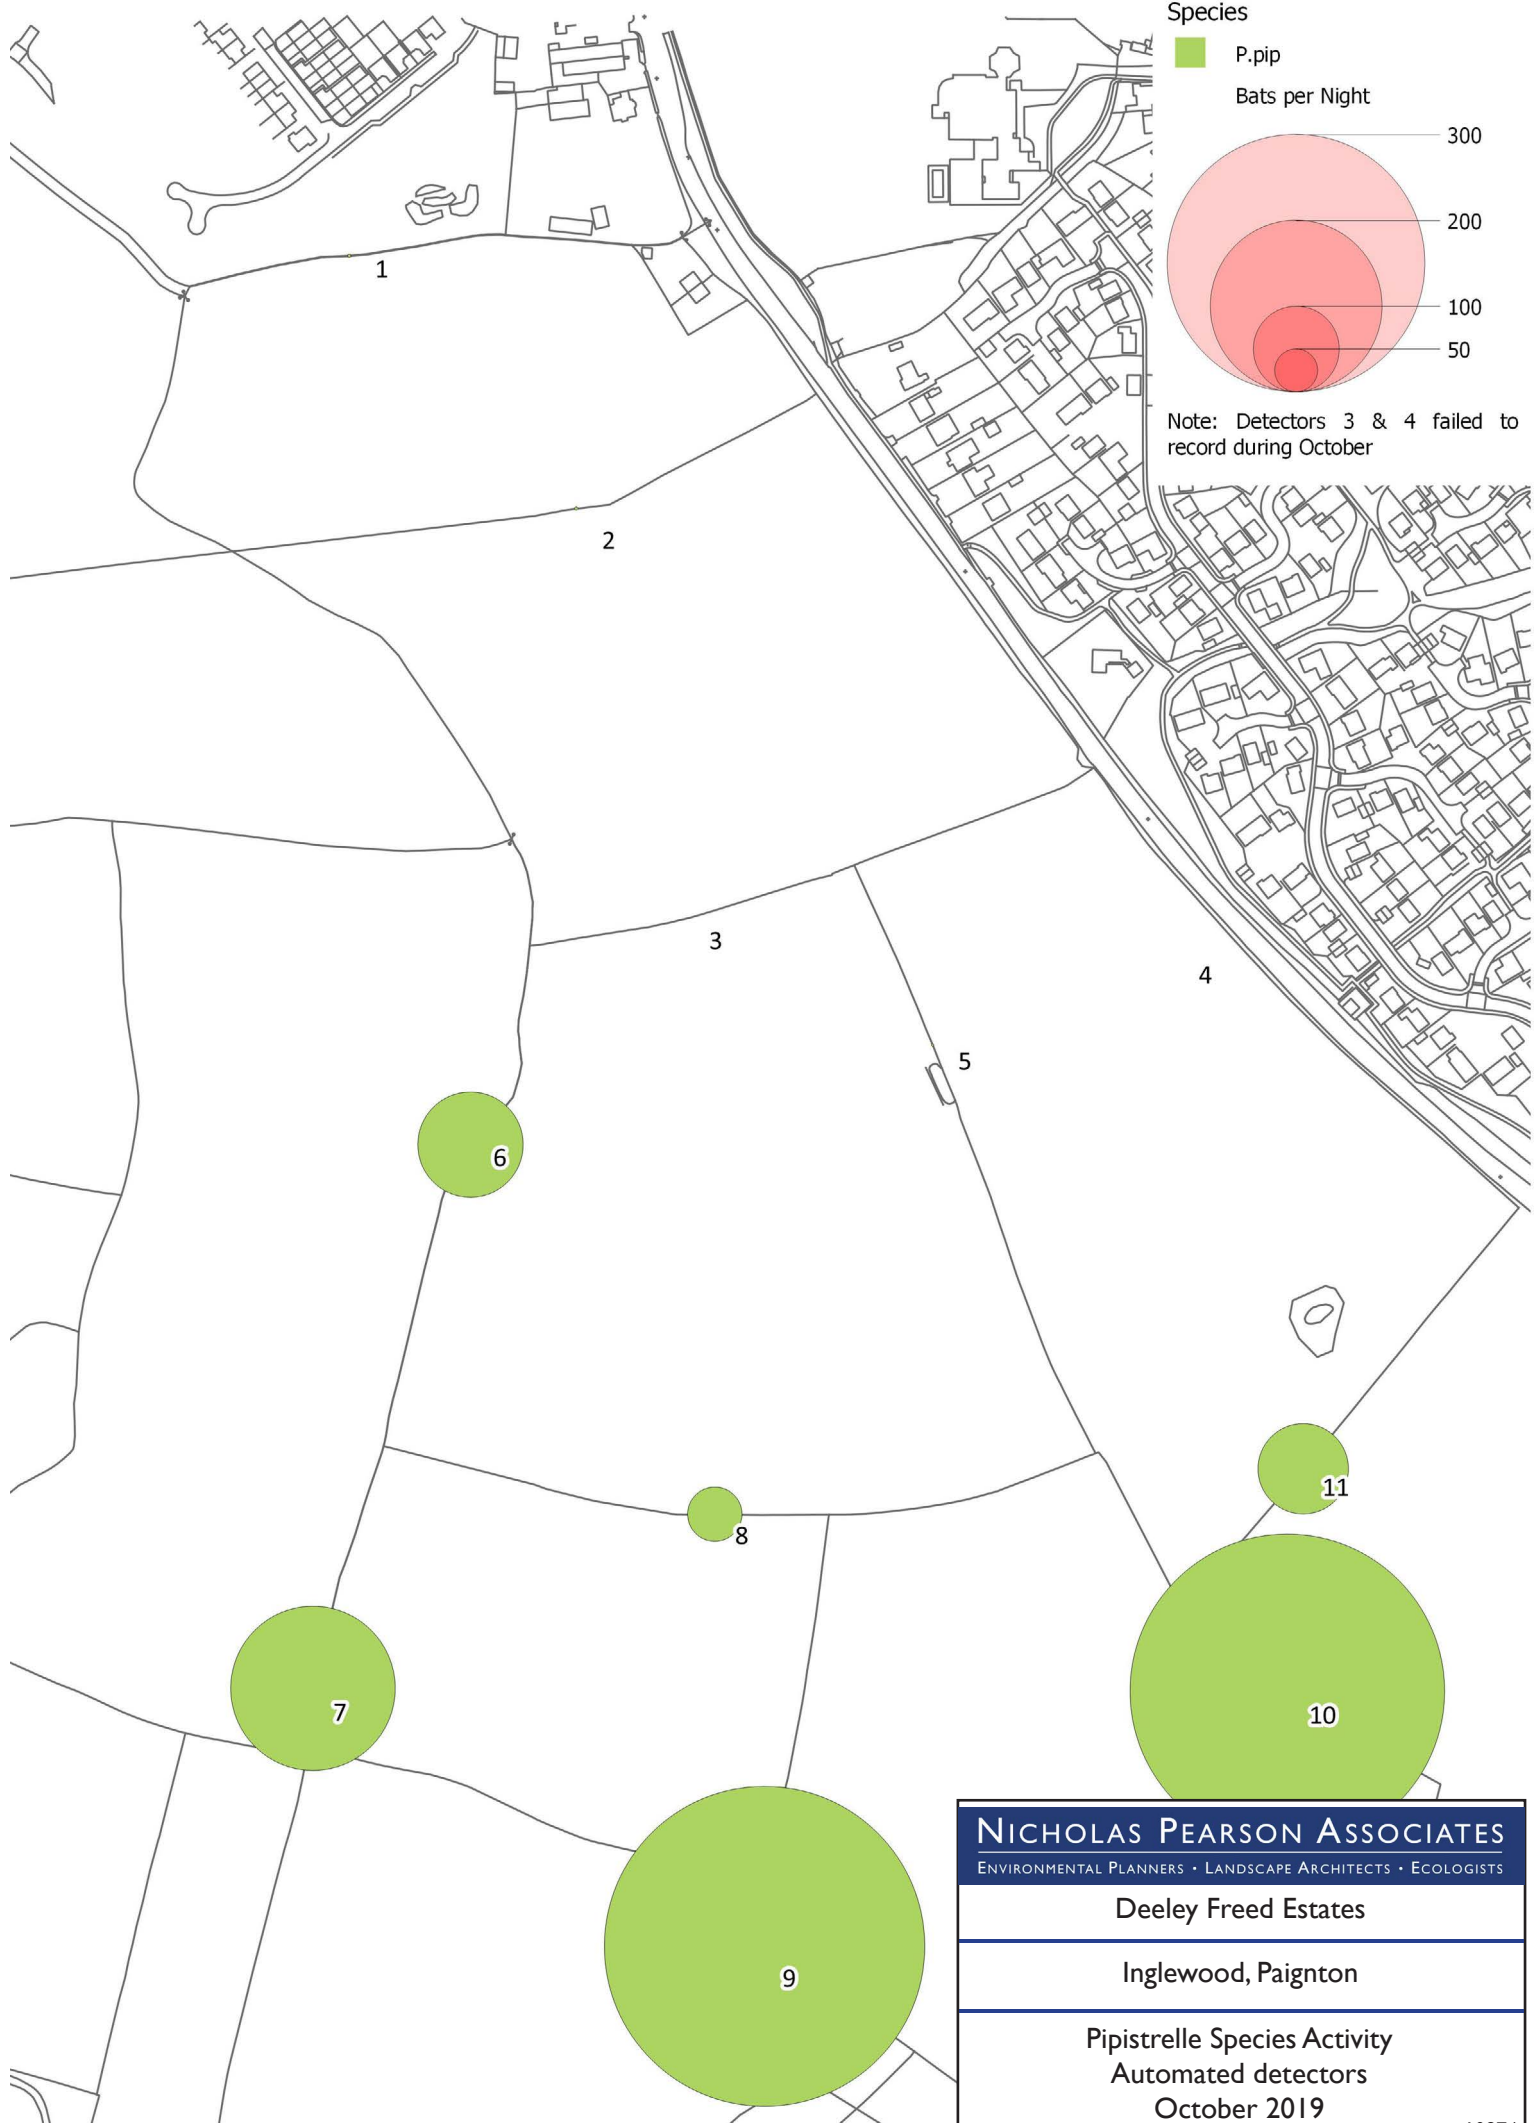 Species
P.pip
Bats per Night
300
200
100
50
Note: Detectors 3 & 4 failed to
record during October
1
2
3
4
5
6
11
8
7
10
9
NICHOLAS PEARSON ASSOCIATES
ENVIRONMENTAL PLANNERS • LANDSCAPE ARCHITECTS • ECOLOGISTS
Deeley Freed Estates
Inglewood, Paignton
Pipistrelle Species Activity
Automated detectors
October 2019